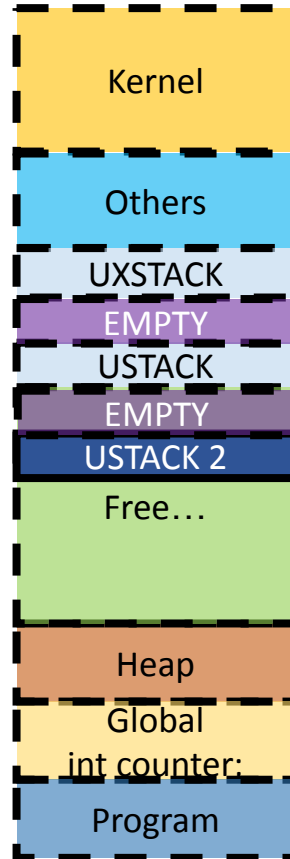 Kernel
Others
UXSTACK
EMPTY
USTACK
EMPTY
USTACK 2
Free…
Heap
Global
int counter;
Program